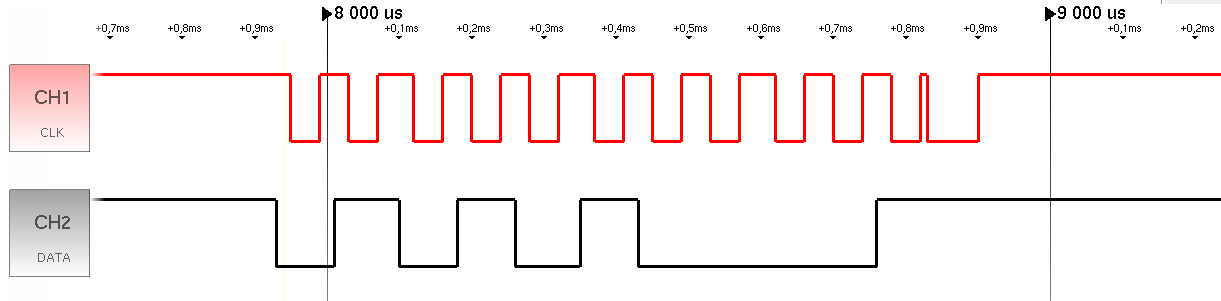 8 000 us 9 000 us
+0,7ms +0,8ms +0,9ms +0,1ms +0,2ms +0,3ms +0,4ms +0,5ms +0,6ms +0,7ms +0,8ms +0,9ms +0,1ms +0,2ms
CH1
CLK
CH2
DATA